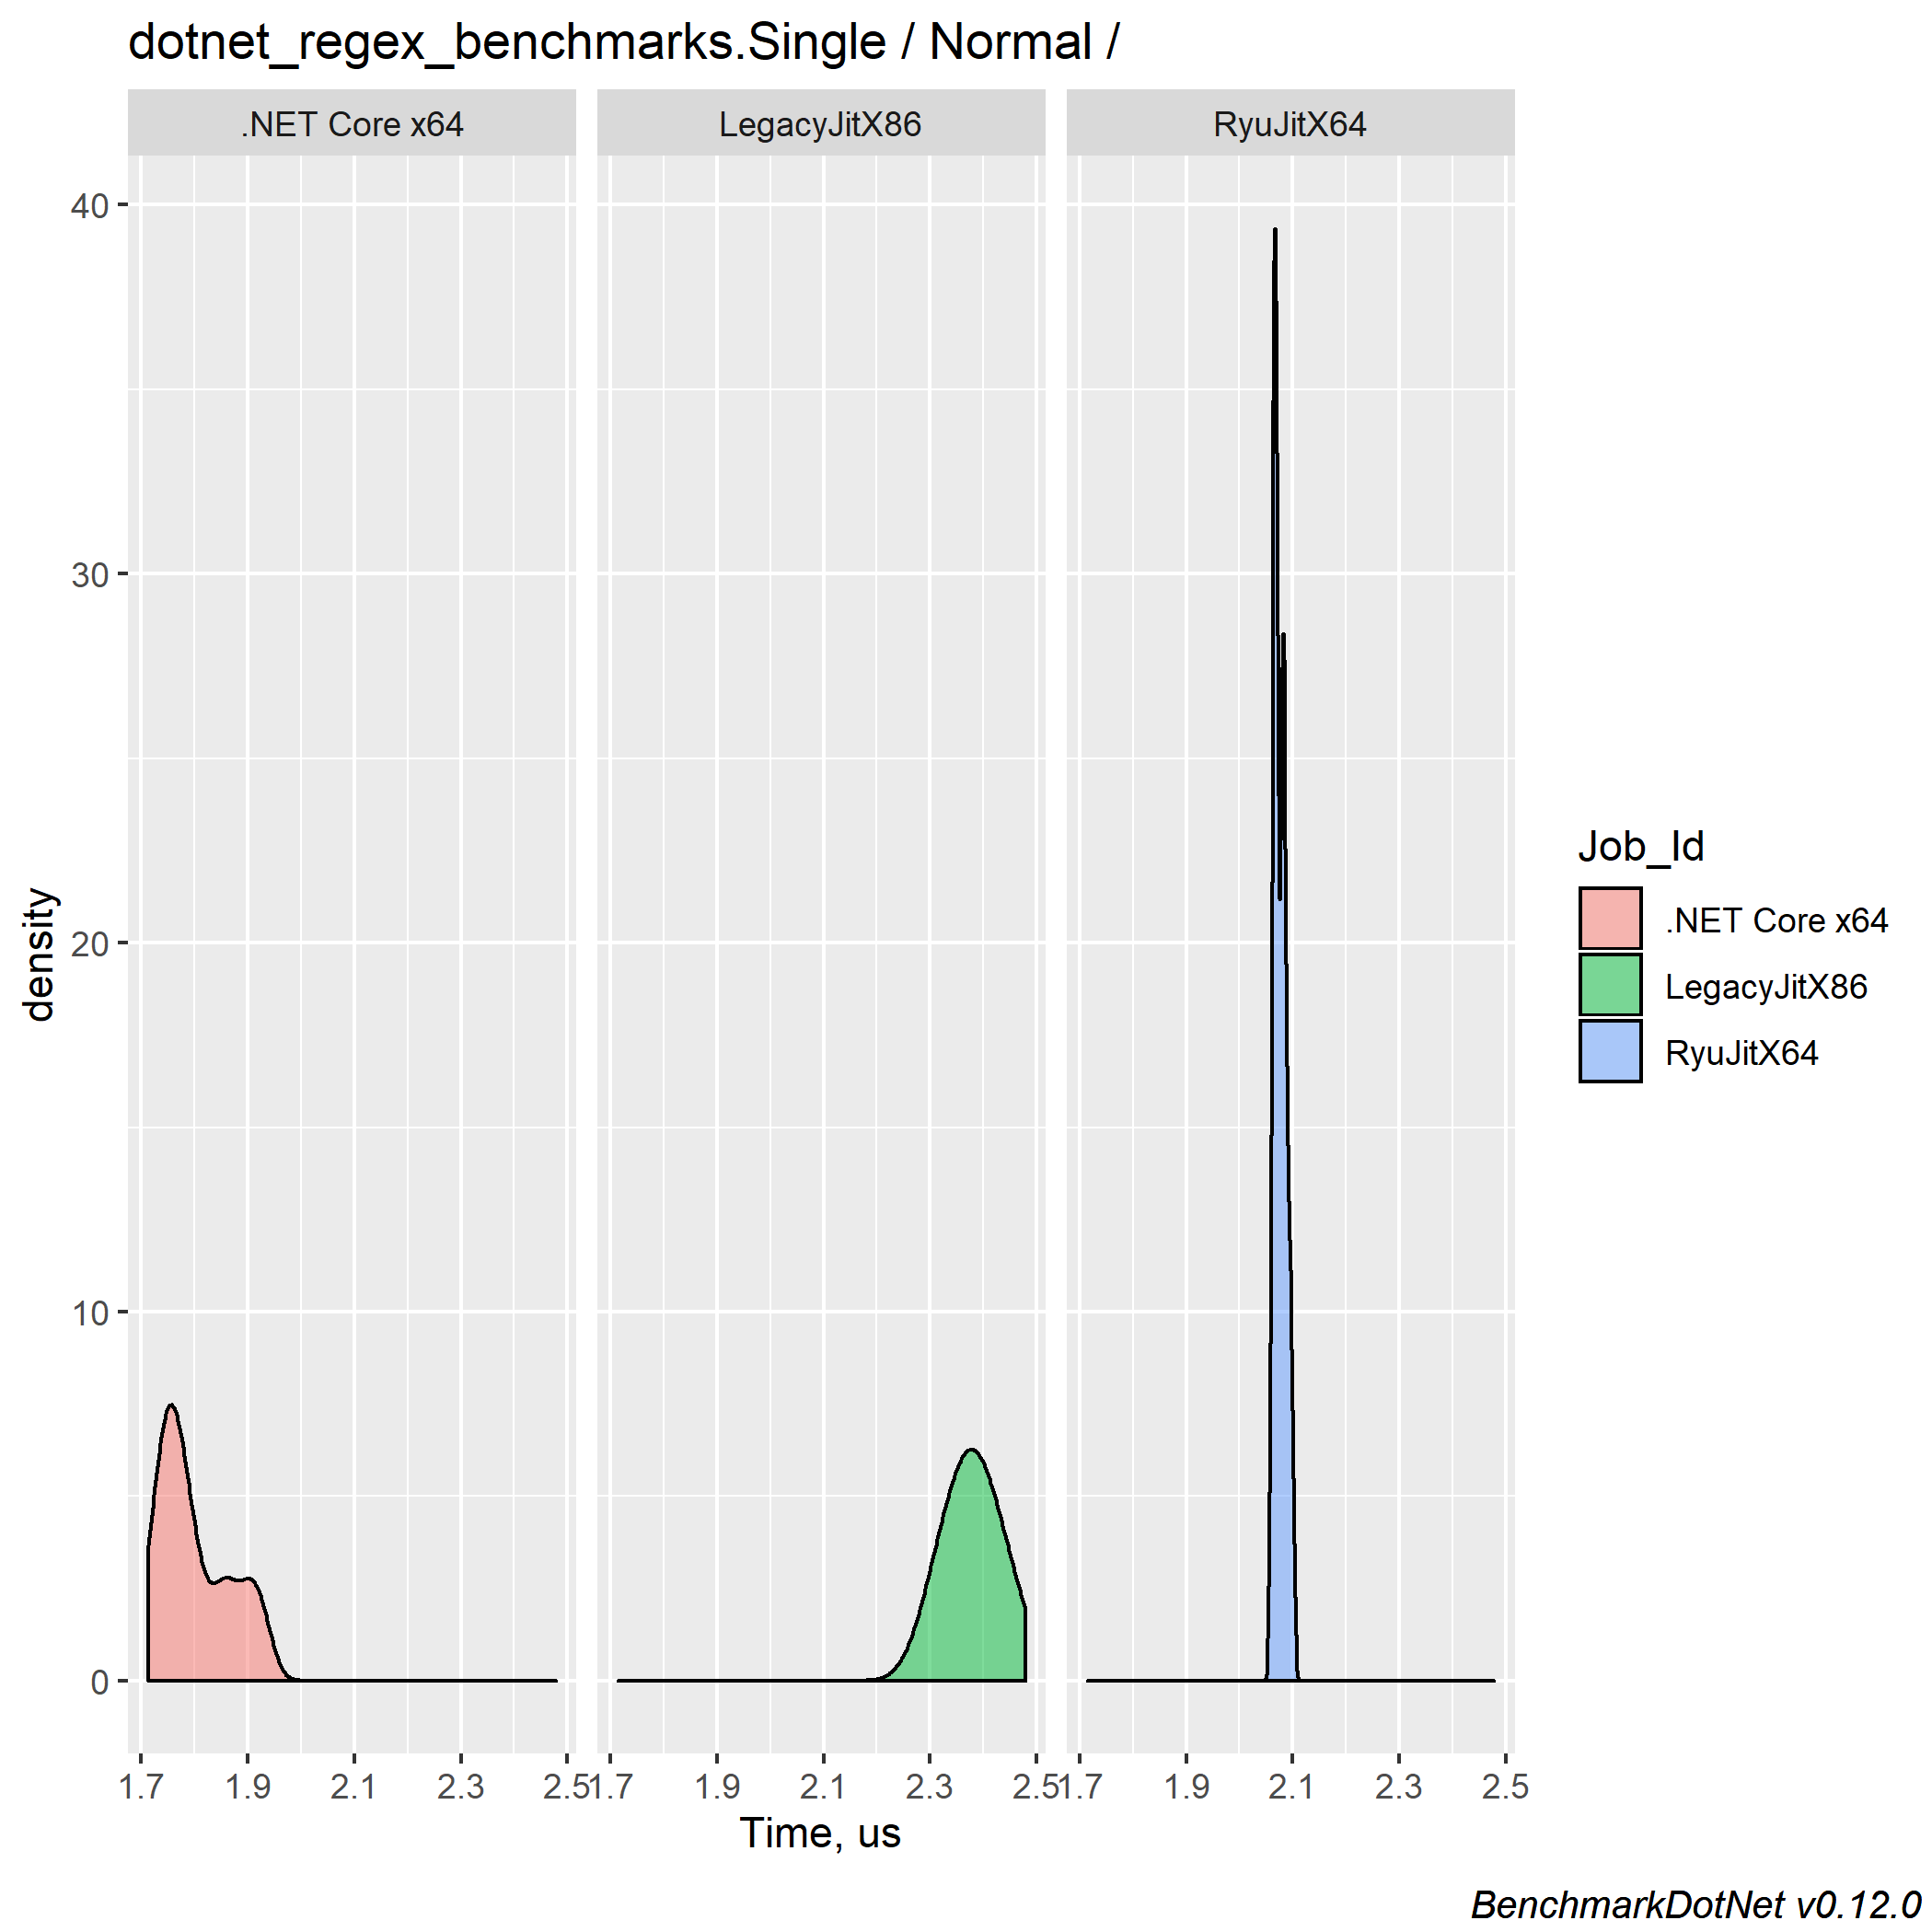 dotnet_regex_benchmarks.Single / Normal /
.NET Core x64
LegacyJitX86
RyuJitX64
40
30
20
10
0
density
1.7 1.9 2.1 2.3 2.5
1.7 1.9 2.1 2.3 2.5
1.7 1.9 2.1 2.3 2.5
Time, us
Job_Id
.NET Core x64
LegacyJitX86
RyuJitX64
BenchmarkDotNet v0.12.0